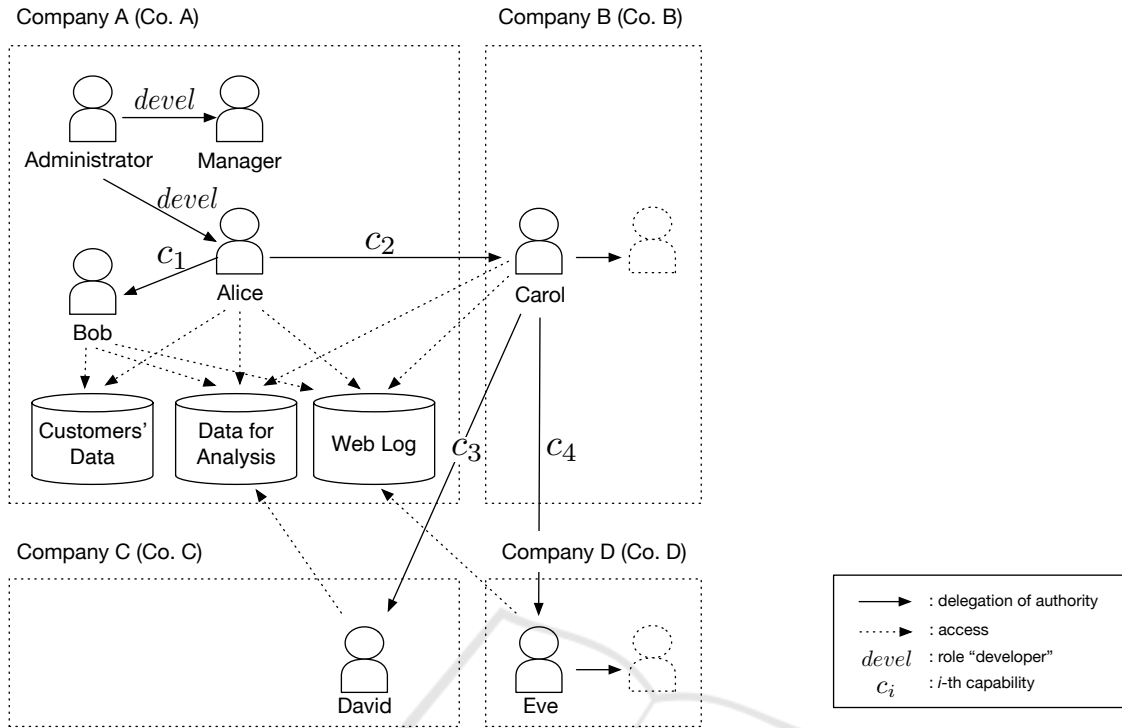 Company A (Co. A)
Company B (Co. B)
devel
Administrator
Manager
devel
c1
c2
Alice
Carol
Bob
Customers'
Data
Data for
Analysis
Web Log
c3
c4
Company C (Co. C)
Company D (Co. D)
David
Eve
: delegation of authority
: access
devel : role “developer”
ci : i-th capability